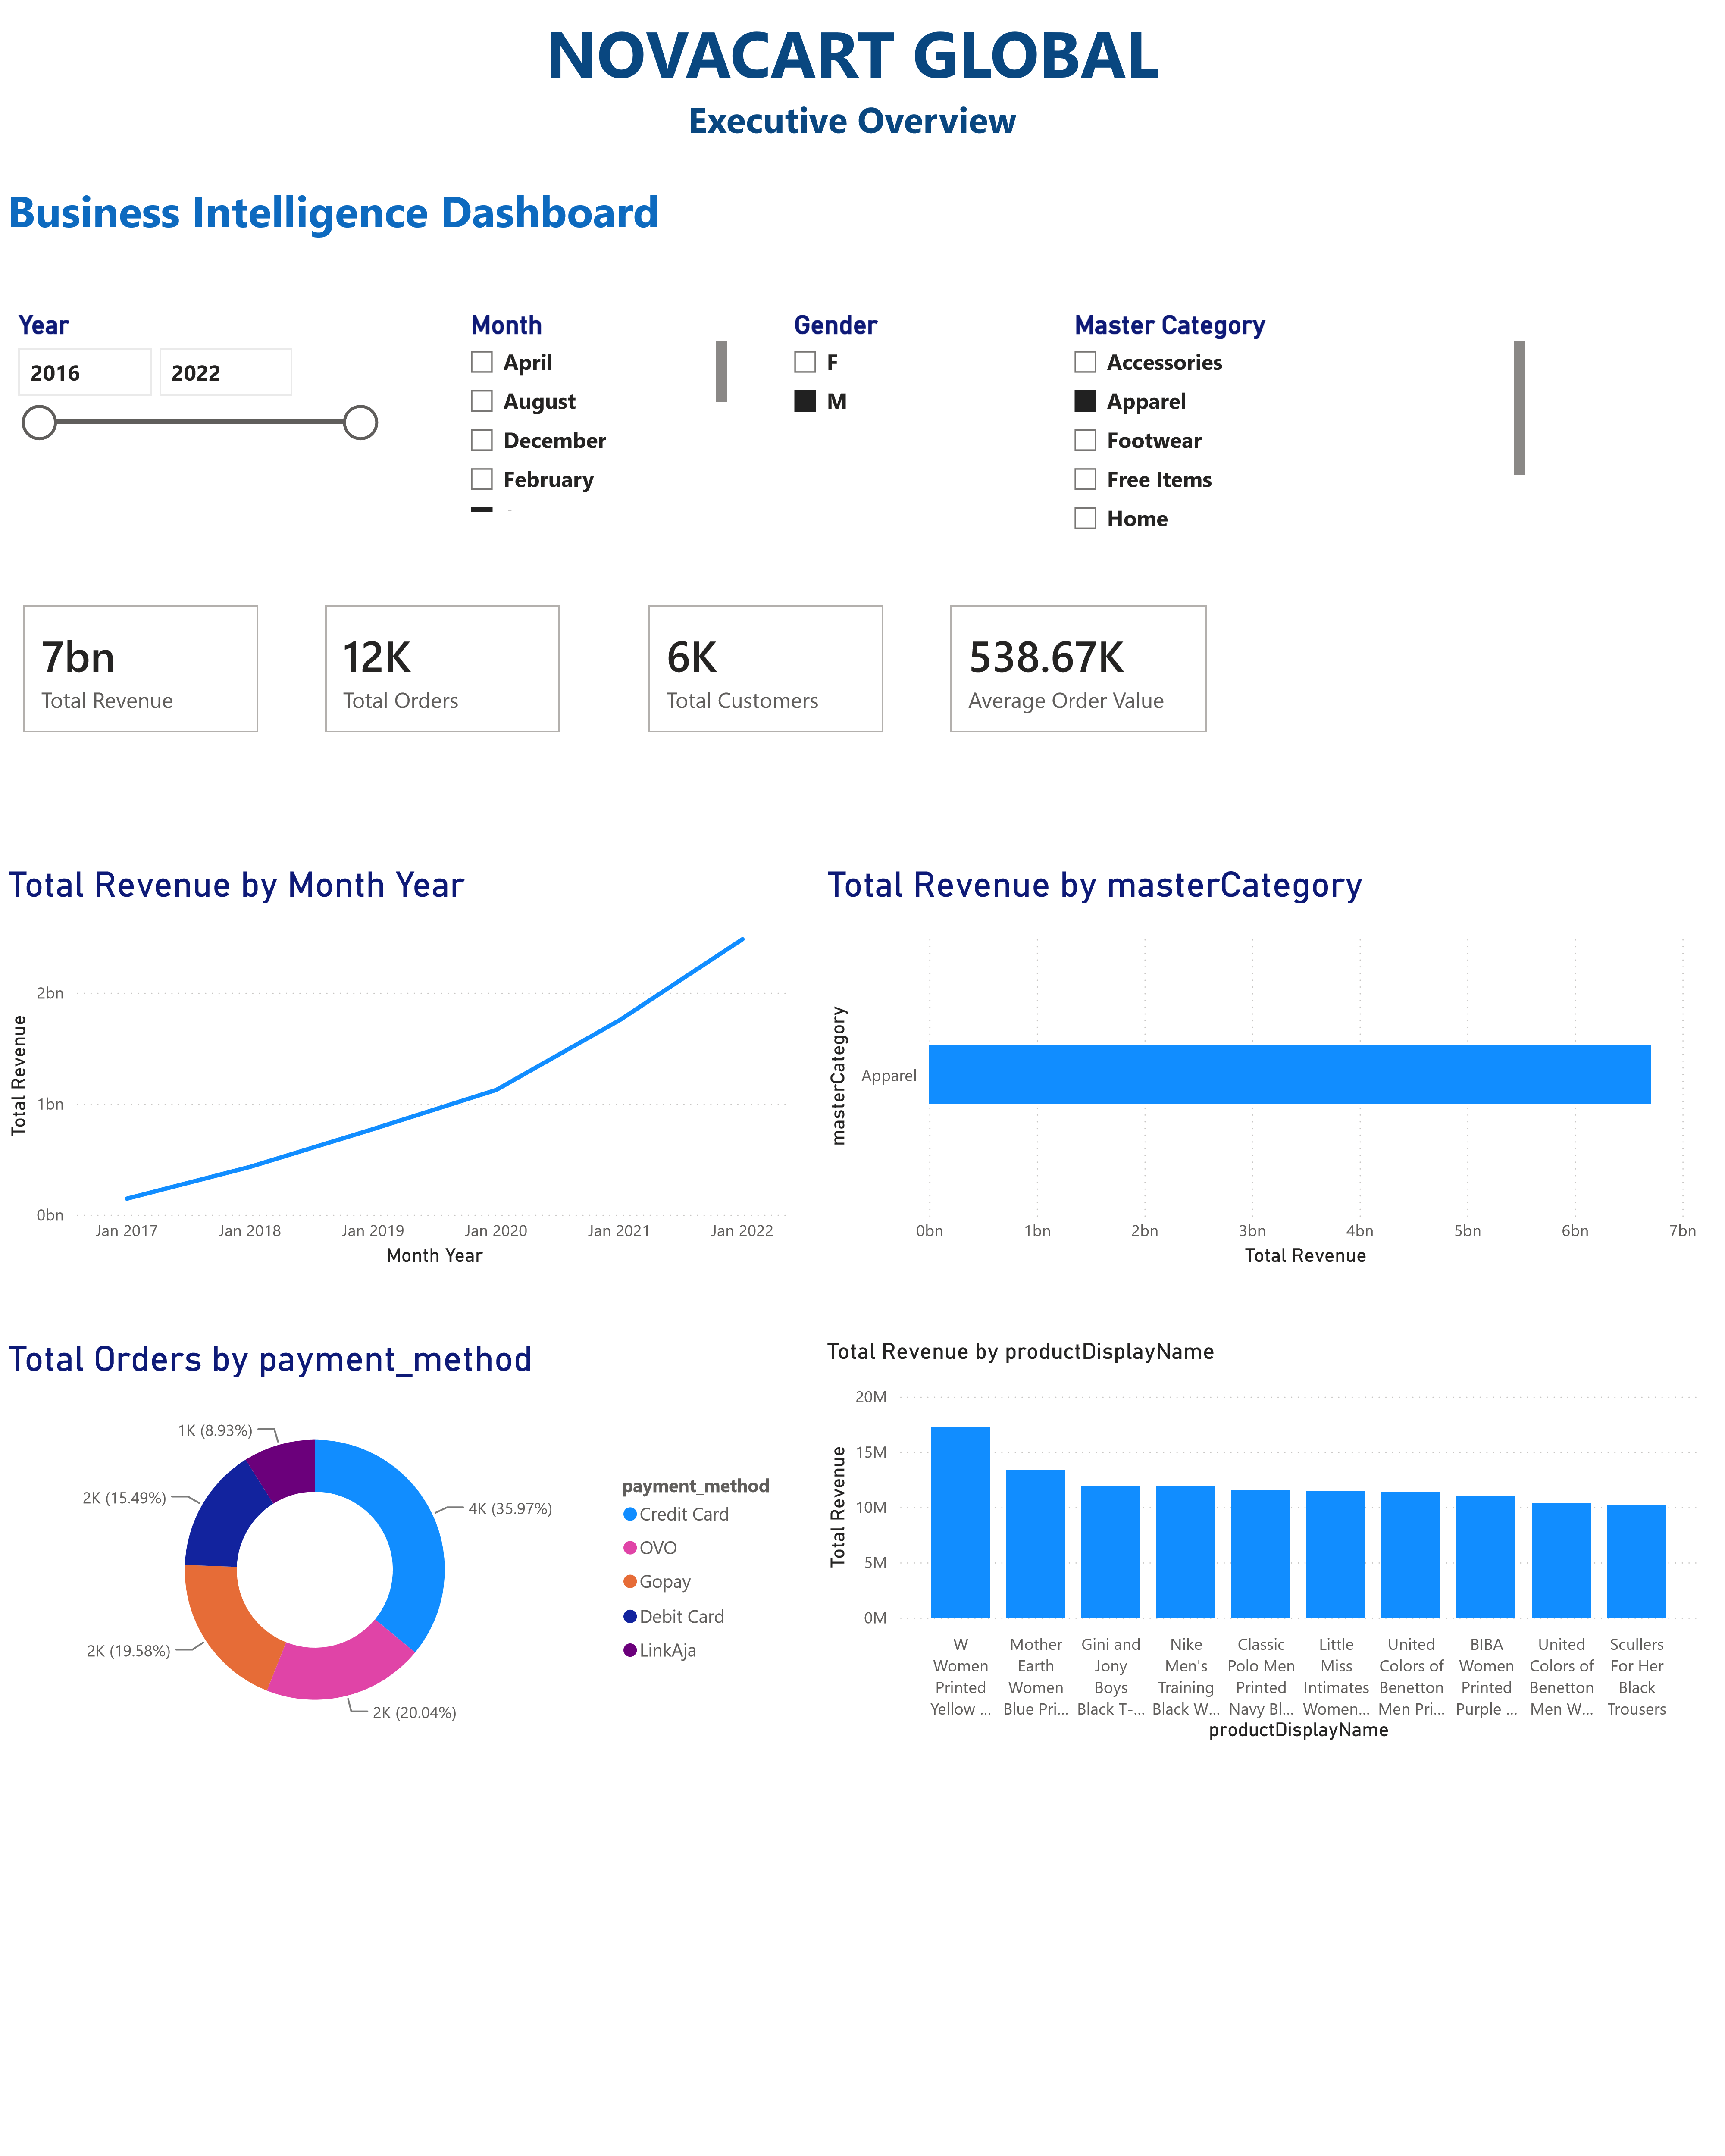 NOVACART GLOBAL
Executive Overview
Business Intelligence Dashboard
Year
2016
2022
Month
April
August
December
February
Gender
F
M
Master Category
Accessories
Apparel
Footwear
Free Items
Home
7bn
Total Revenue
12K
Total Orders
6K
Total Customers
538.67K
Average Order Value
Total Revenue by Month Year
Total Revenue
2bn
1bn
0bn
Jan 2017
Jan 2018
Jan 2019
Jan 2020
Jan 2021
Jan 2022
Month Year
Total Revenue by masterCategory
masterCategory
Apparel
0bn
1bn
2bn
3bn
4bn
5bn
6bn
7bn
Total Revenue
Total Orders by payment_method
1K (8.93%)
2K (15.49%)
4K (35.97%)
2K (19.58%)
2K (20.04%)
payment_method
Credit Card
OVO
Gopay
Debit Card
LinkAja
Total Revenue by productDisplayName
Total Revenue
20M
15M
10M
5M
0M
W
Women
Printed
Yellow ...
Mother
Earth
Women
Blue Pri...
Gini and
Jony
Boys
Black T-...
Nike
Men's
Training
Black W...
Classic
Polo Men
Printed
Navy Bl...
Little
Miss
Intimates
Women...
United
Colors of
Benetton
Men Pri...
BIBA
Women
Printed
Purple ...
United
Colors of
Benetton
Men W...
Scullers
For Her
Black
Trousers
productDisplayName